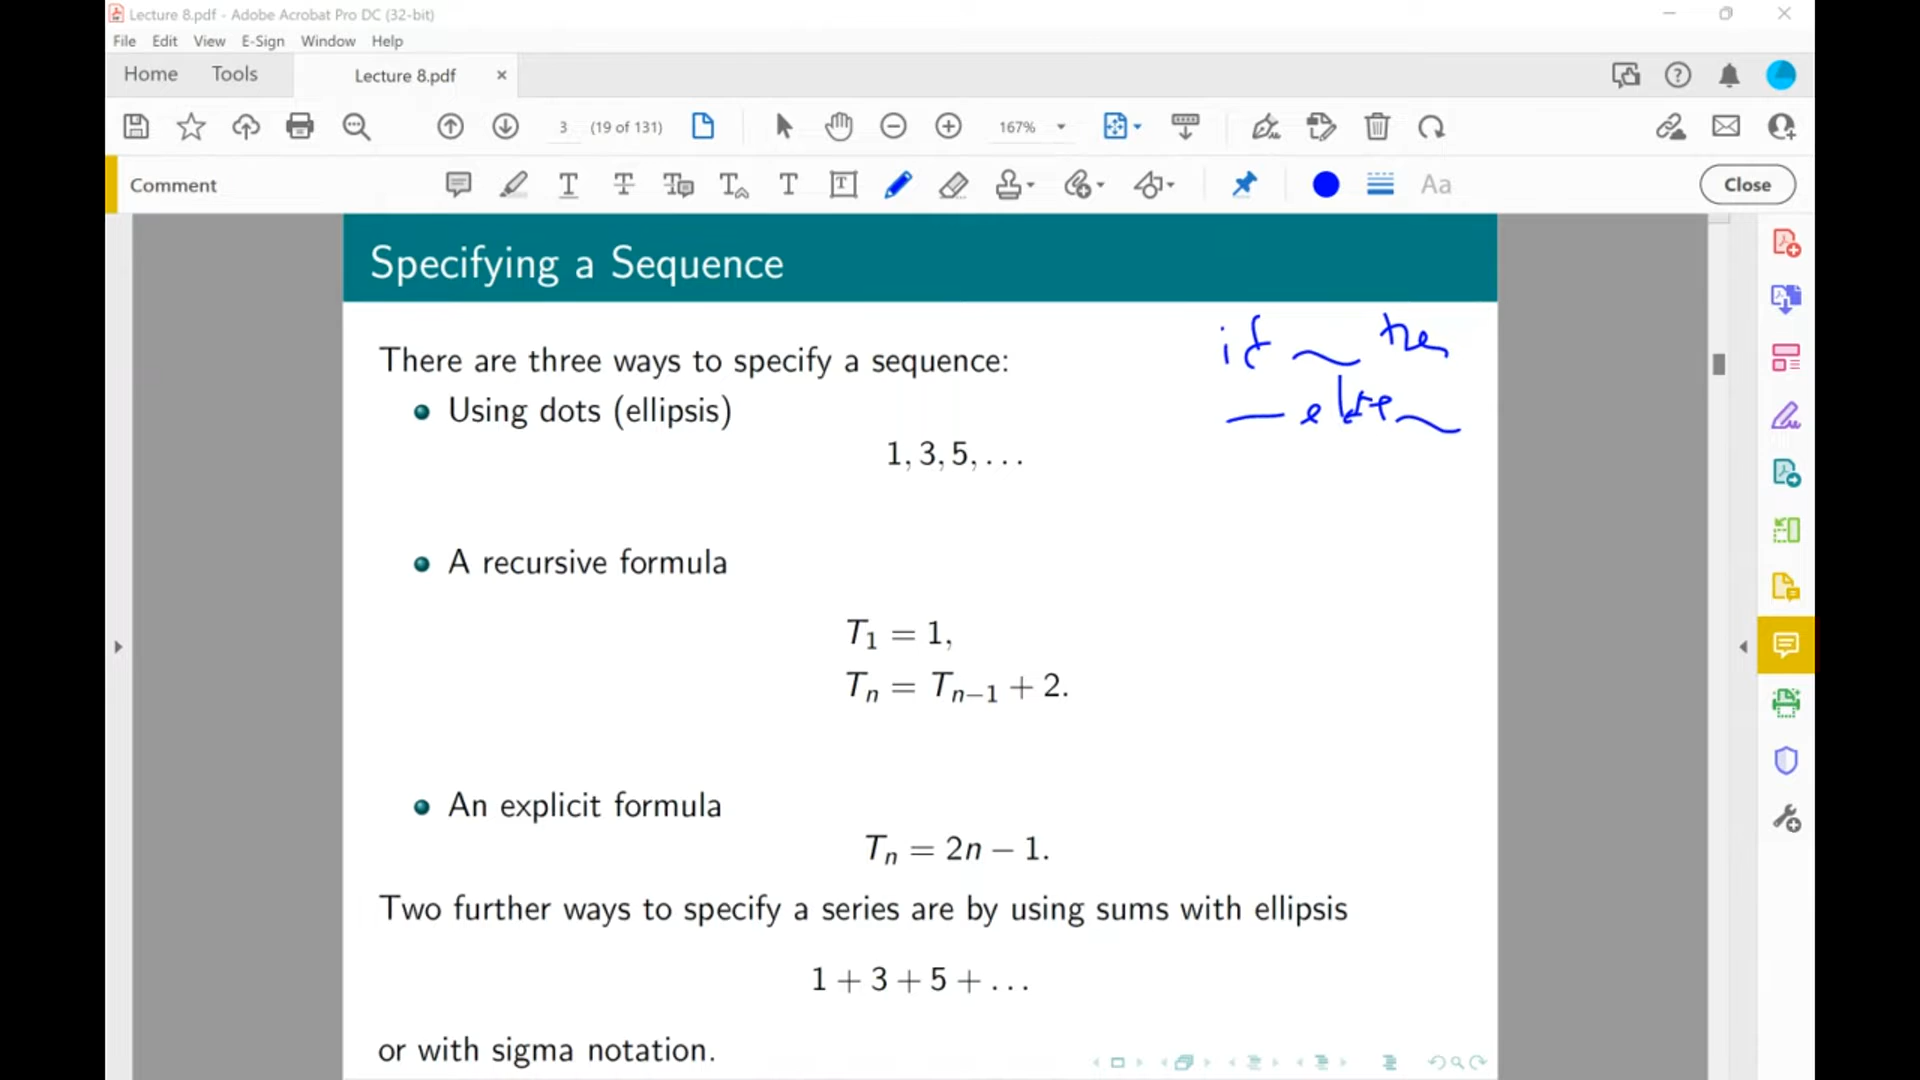 Lecture 8.pdf - Adobe Acrobat Pro DC (32-bit)
File Edit View E-Sign Window Help
Home Tools Lecture 8.pdf ×
3 (19 of 131) 167%
Comment Aa Close
Specifying a Sequence
if the
There are three ways to specify a sequence:
else
Using dots (ellipsis)
1, 3, 5, . . .
A recursive formula
T₁ = 1,
Tₙ = Tₙ₋₁ + 2.
An explicit formula
Tₙ = 2n − 1.
Two further ways to specify a series are by using sums with ellipsis
1 + 3 + 5 + . . .
or with sigma notation.